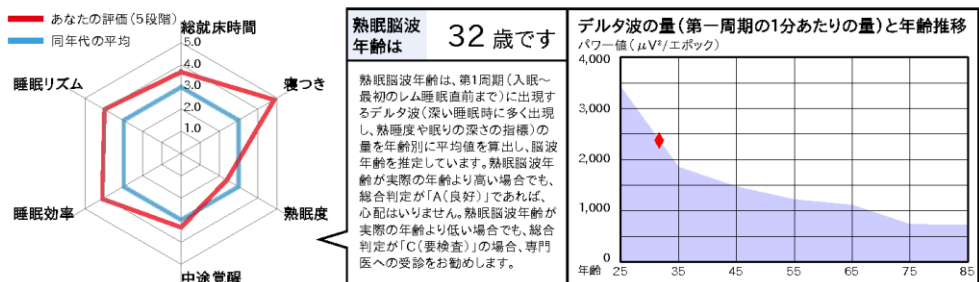 あなたの評価(5段階)
同年代の平均
総就床時間
5.0
4.0
3.0
2.0
1.0
睡眠リズム
寝つき
睡眠効率
熟眠度
中途覚醒
熟眠脳波
年齢は
32 歳です
熟眠脳波年齢は、第1周期(入眠~
最初のレム睡眠直前まで)に出現す
るデルタ波(深い睡眠時に多く出現
し、熟睡度や眠りの深さの指標)の
量を年齢別に平均値を算出し、脳波
年齢を推定しています。熟眠脳波年
齢が実際の年齢より高い場合でも、
総合判定が「A(良好)」であれば、
心配はいりません。熟眠脳波年齢が
実際の年齢より低い場合でも、総合
判定が「C(要検査)」の場合、専門
医への受診をお勧めします。
デルタ波の量(第一周期の1分あたりの量)と年齢推移
パワー値(μV²/エポック)
4,000
3,000
2,000
1,000
0
年齢 25 35 45 55 65 75 85